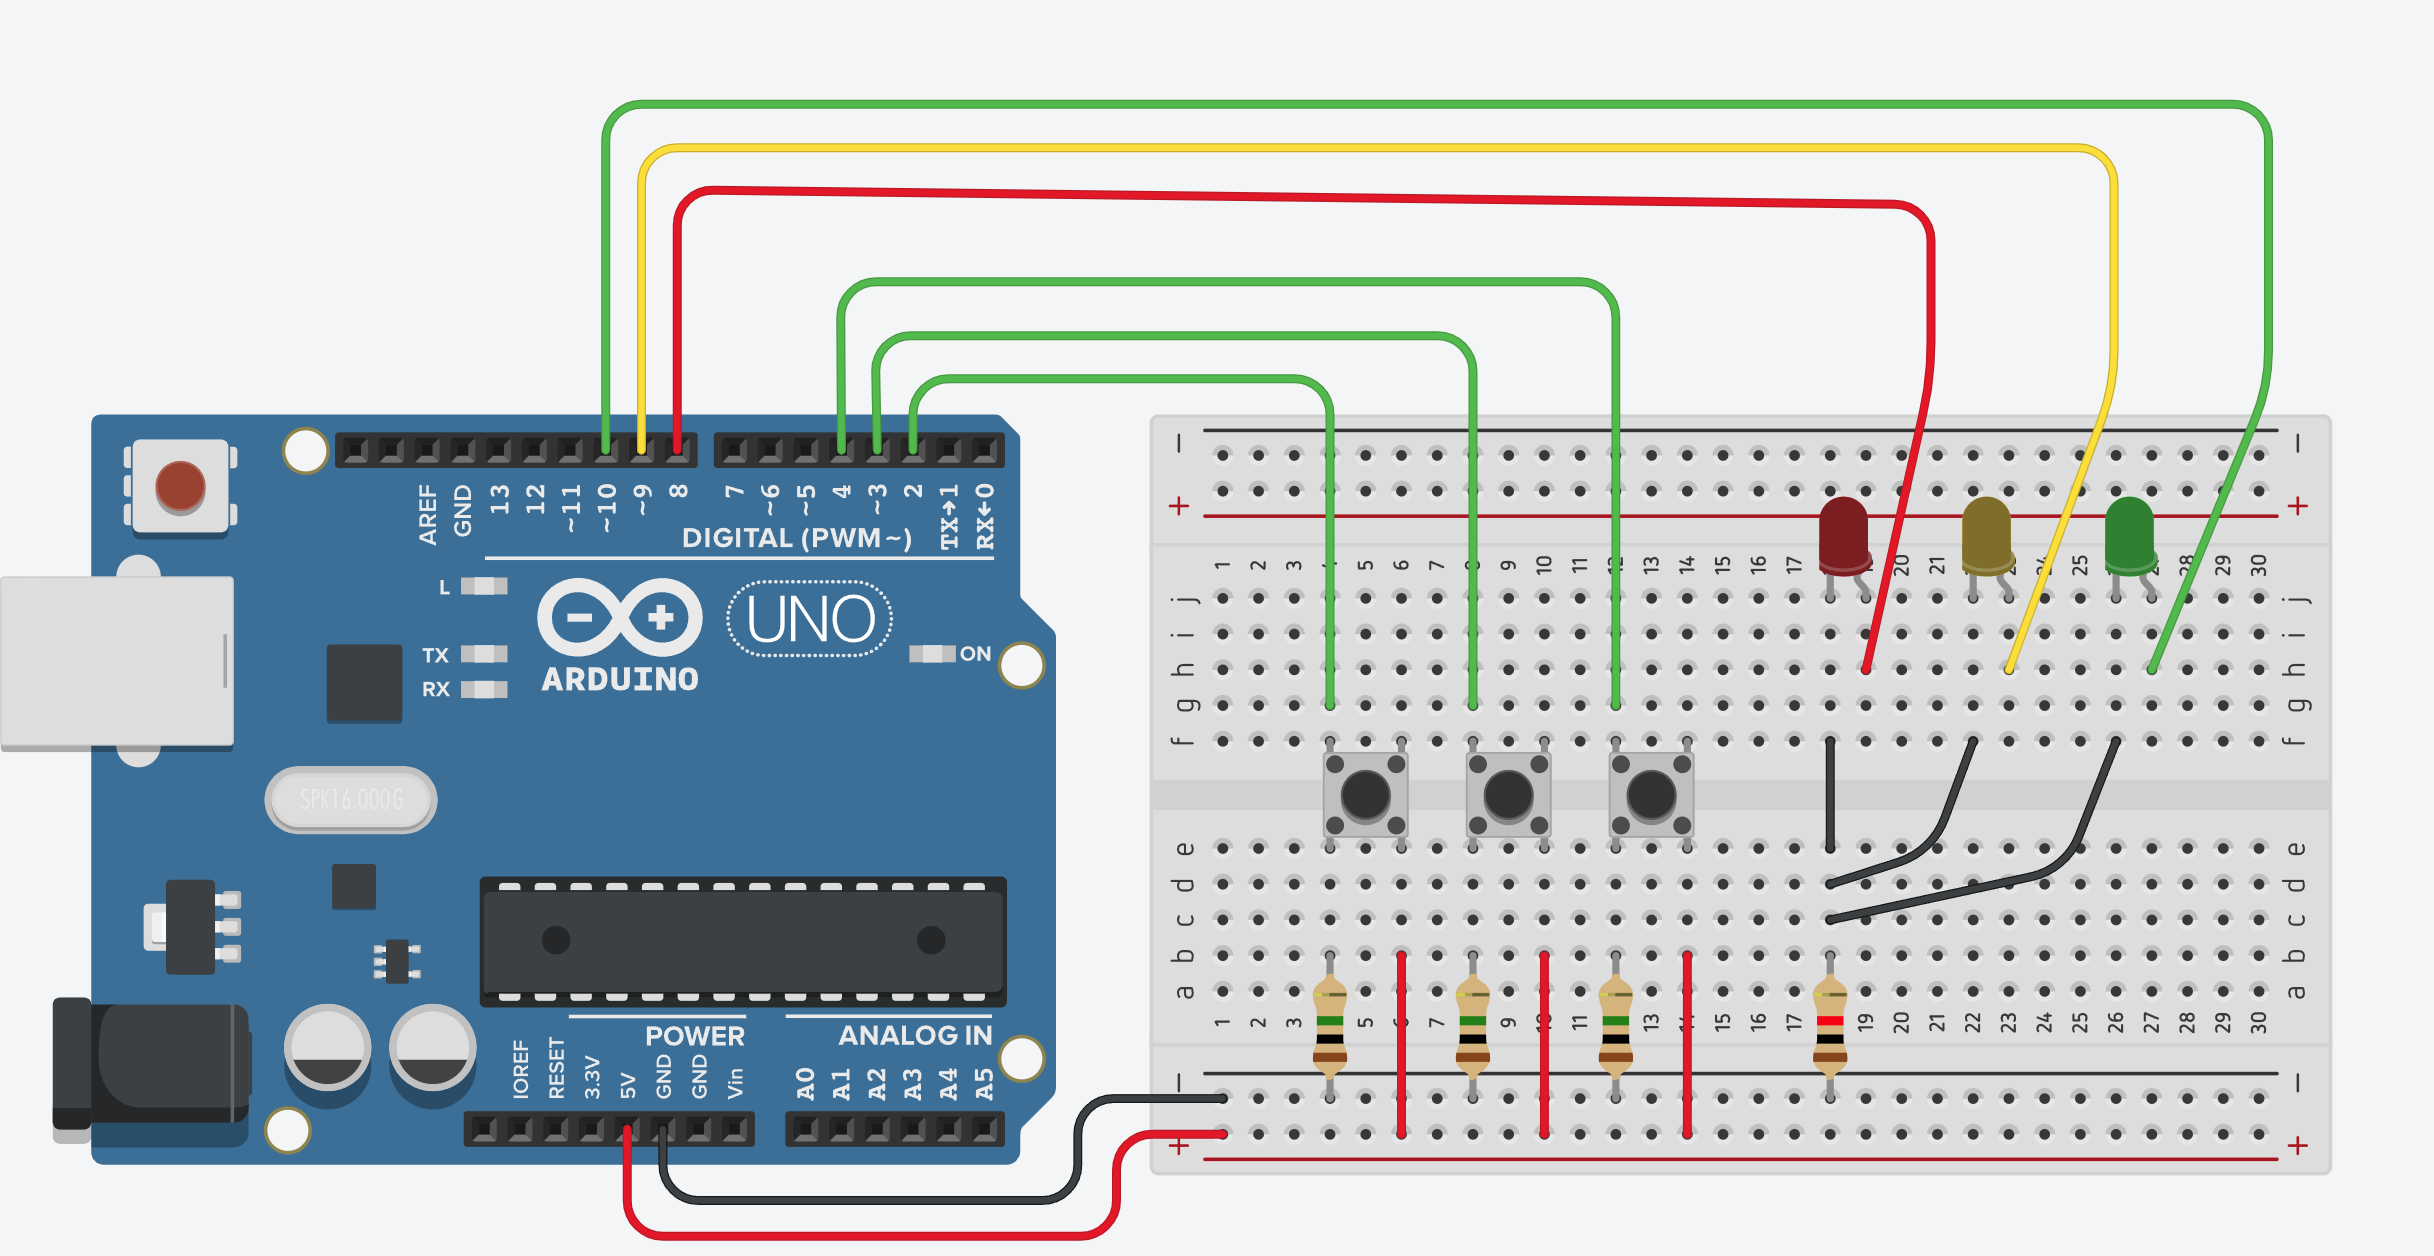 AREF
GND
13
12
~11
~10
~9
8
7
~6
~5
4
~3
2
TX→1
RX←0
DIGITAL (PWM~)
L
TX
RX
ON
UNO
ARDUINO
SPK16.000G
POWER
ANALOG IN
IOREF
RESET
3.3V
5V
GND
GND
Vin
A0
A1
A2
A3
A4
A5
− −
+ +
1 2 3 5 6 7 9 10 11 13 14 15 16 17 20 21 25 28 29 30
j j
i i
h h
g g
f f
e e
d d
c c
b b
a a
1 2 3 5 6 7 9 10 11 13 14 15 16 17 19 20 21 22 23 24 25 26 27 28 29 30
− −
+ +